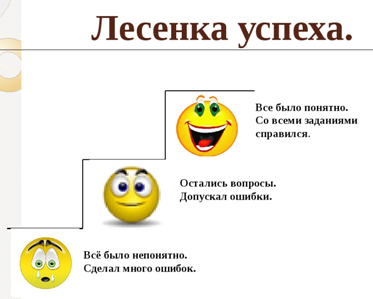 Лесенка успеха.
Все было понятно.
Со всеми заданиями
справился.
Остались вопросы.
Допускал ошибки.
Всё было непонятно.
Сделал много ошибок.